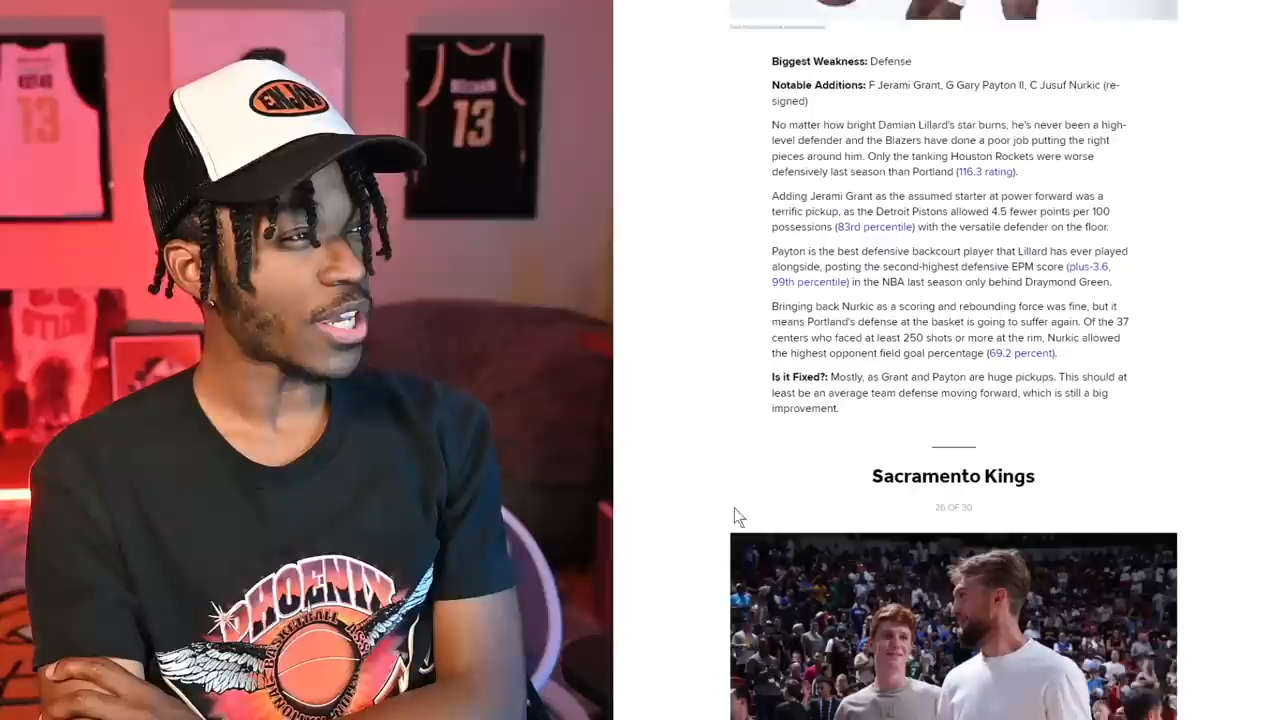 ENJOY
13
13
PHOENIX
Biggest Weakness: Defense
Notable Additions: F Jerami Grant, G Gary Payton II, C Jusuf Nurkic (re-
signed)
No matter how bright Damian Lillard's star burns, he's never been a high-
level defender and the Blazers have done a poor job putting the right
pieces around him. Only the tanking Houston Rockets were worse
defensively last season than Portland (116.3 rating).
Adding Jerami Grant as the assumed starter at power forward was a
terrific pickup, as the Detroit Pistons allowed 4.5 fewer points per 100
possessions (83rd percentile) with the versatile defender on the floor.
Payton is the best defensive backcourt player that Lillard has ever played
alongside, posting the second-highest defensive EPM score (plus-3.6,
99th percentile) in the NBA last season only behind Draymond Green.
Bringing back Nurkic as a scoring and rebounding force was fine, but it
means Portland's defense at the basket is going to suffer again. Of the 37
centers who faced at least 250 shots or more at the rim, Nurkic allowed
the highest opponent field goal percentage (69.2 percent).
Is it Fixed?: Mostly, as Grant and Payton are huge pickups. This should at
least be an average team defense moving forward, which is still a big
improvement.
Sacramento Kings
26 OF 30